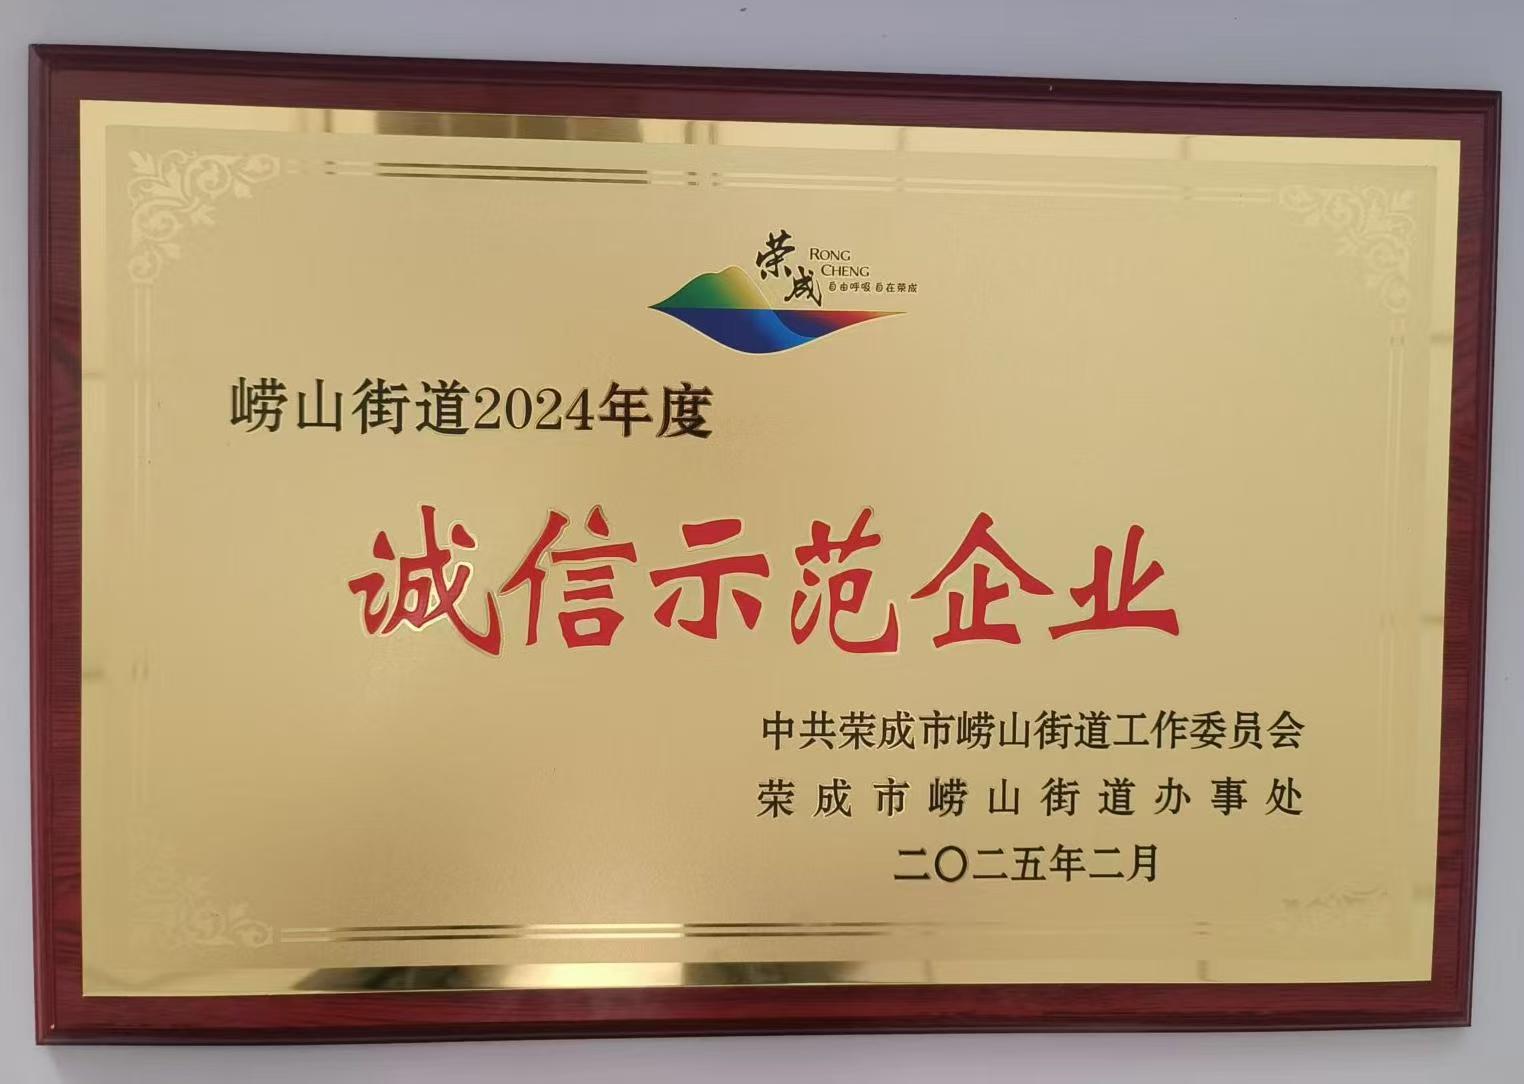 荣成
RONG
CHENG
自由呼吸 自在荣成
崂山街道2024年度
诚信示范企业
中共荣成市崂山街道工作委员会
荣成市崂山街道办事处
二〇二五年二月